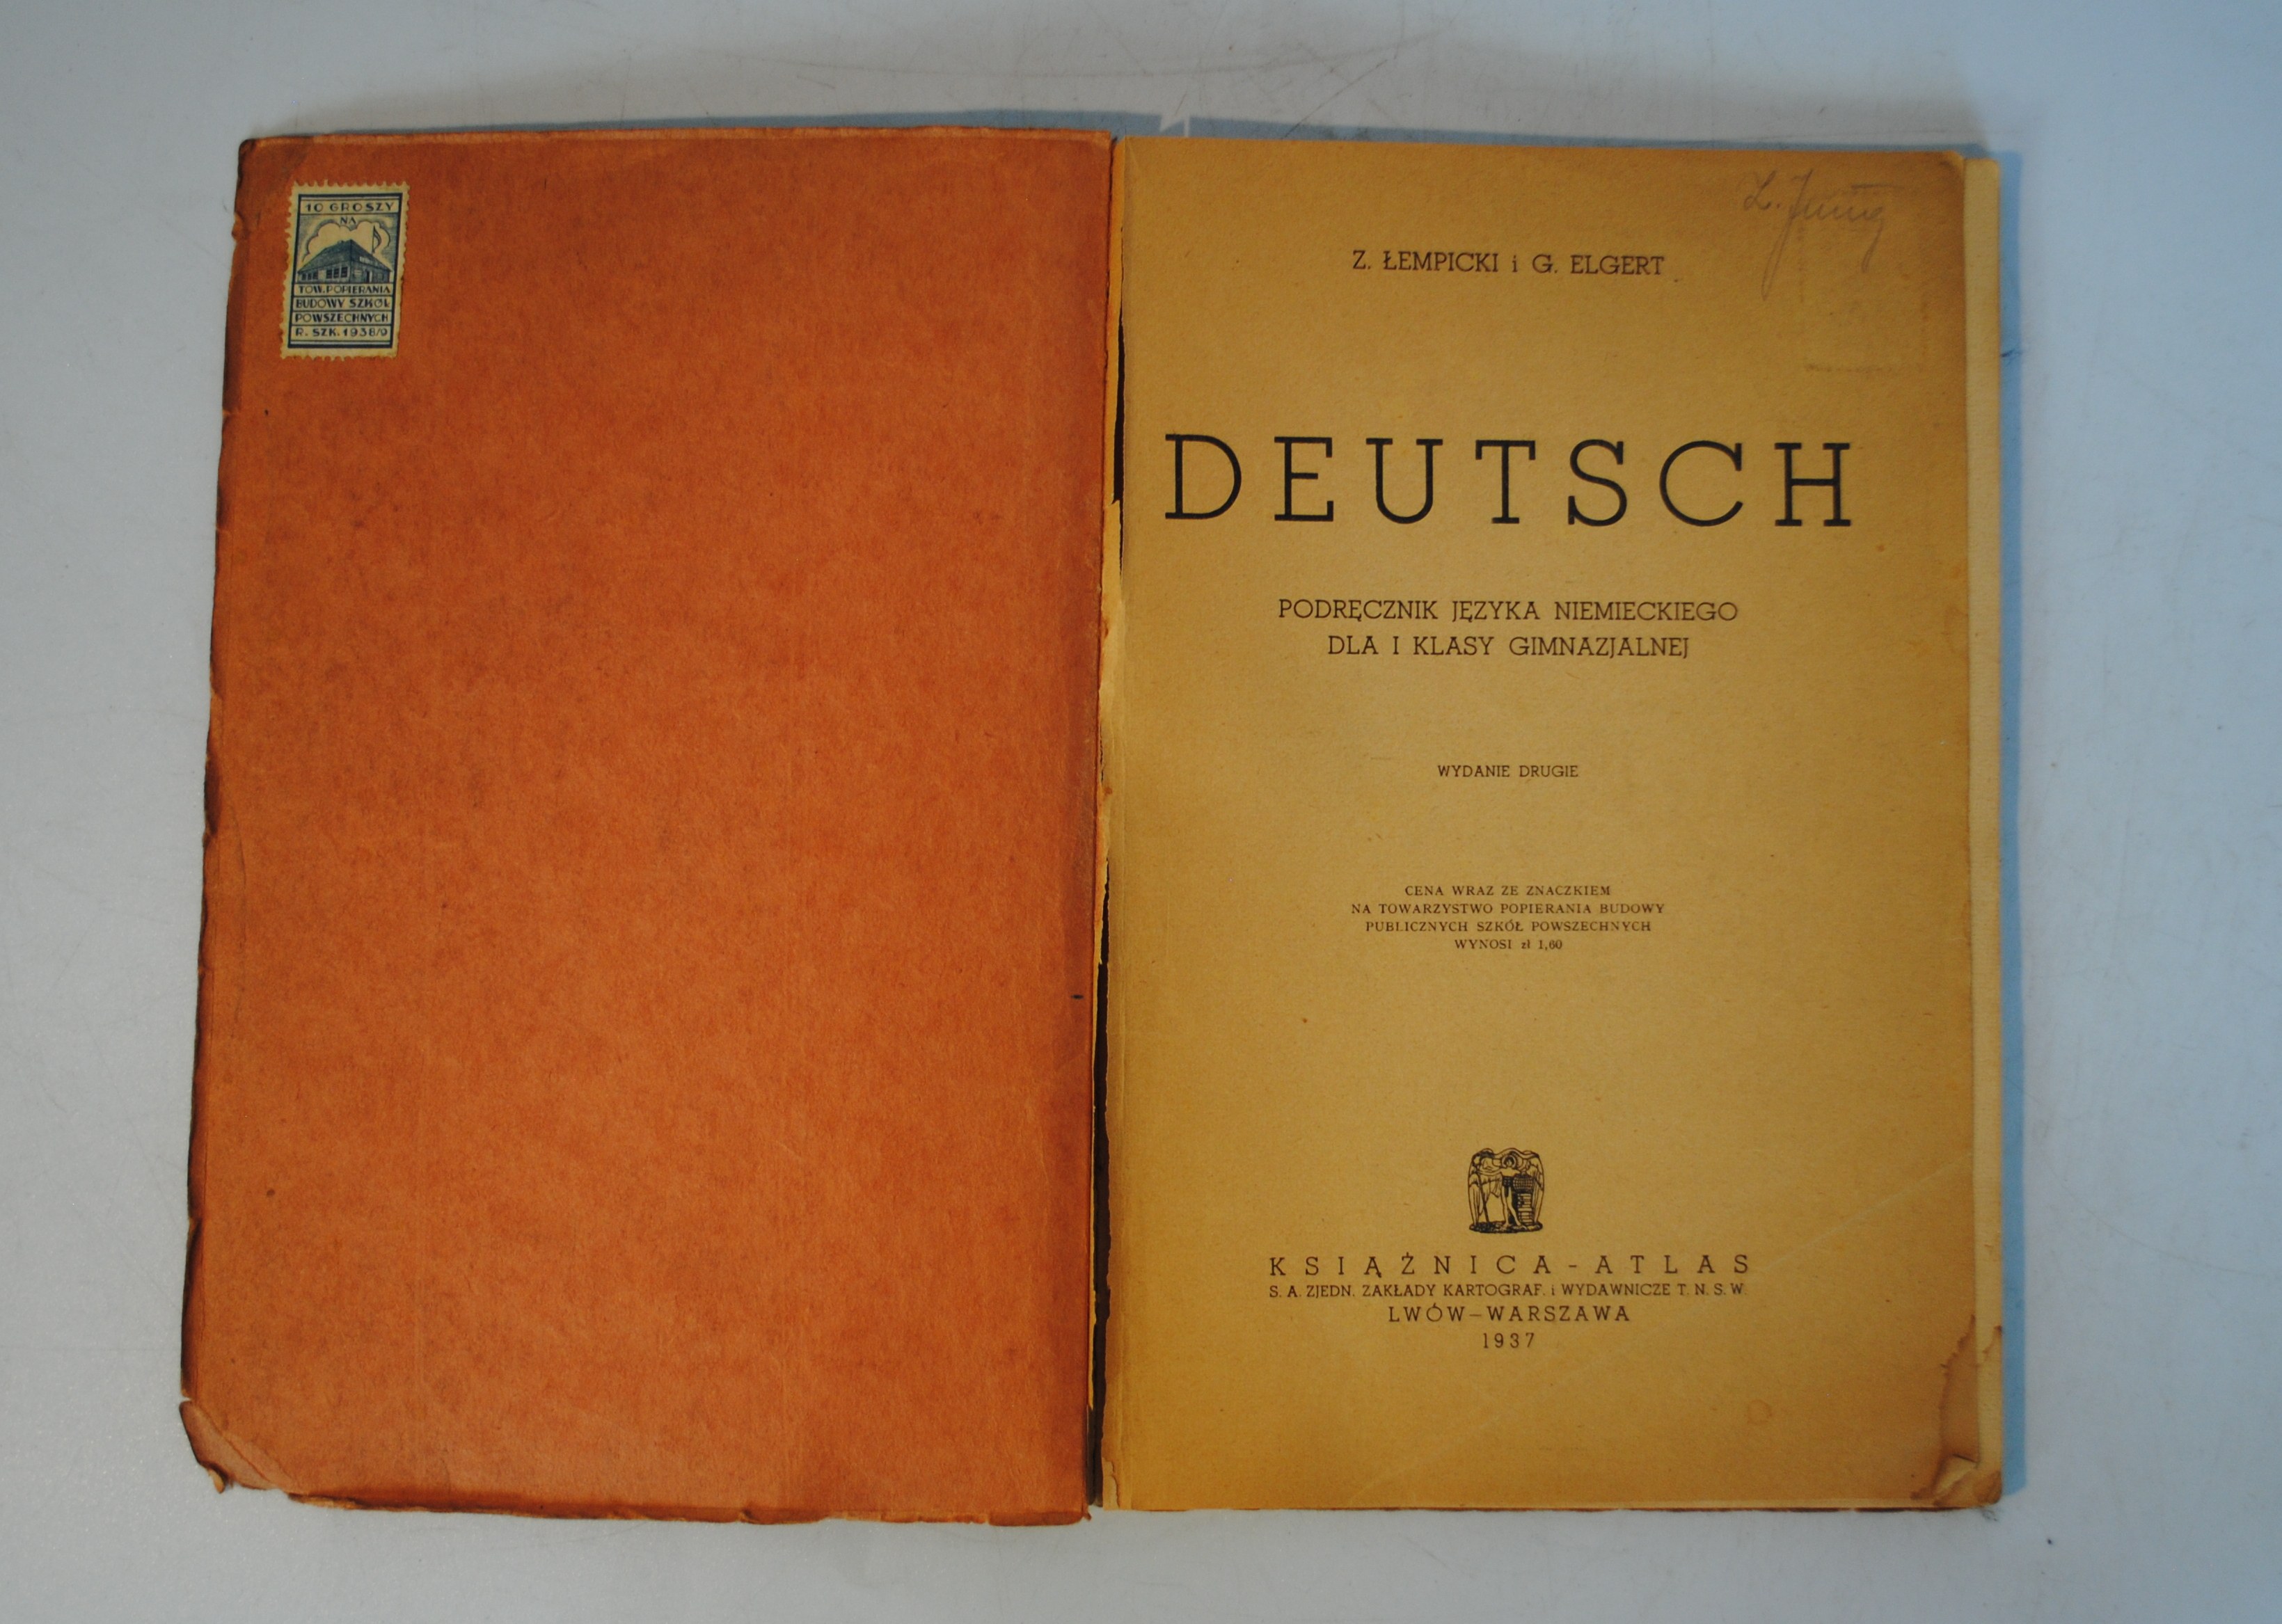 10 GROSZY
NA
TOW. POPIERANIA
BUDOWY SZKÓŁ
POWSZECHNYCH
R. SZK. 1938/9
Z. ŁEMPICKI i G. ELGERT
DEUTSCH
PODRĘCZNIK JĘZYKA NIEMIECKIEGO
DLA I KLASY GIMNAZJALNEJ
WYDANIE DRUGIE
CENA WRAZ ZE ZNACZKIEM
NA TOWARZYSTWO POPIERANIA BUDOWY
PUBLICZNYCH SZKÓŁ POWSZECHNYCH
WYNOSI zł 1,60
KSIĄŻNICA-ATLAS
S. A. ZJEDN. ZAKŁADY KARTOGRAF. i WYDAWNICZE T. N. S. W.
LWÓW–WARSZAWA
1937